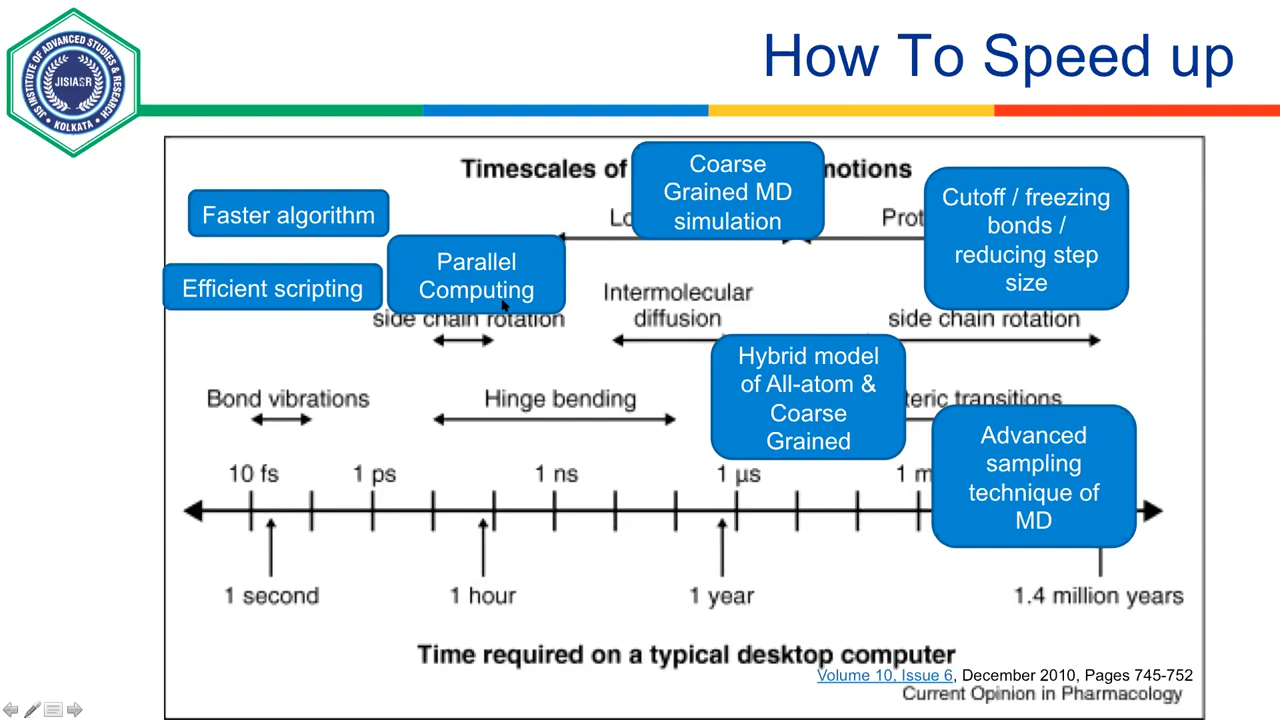 How To Speed up
JIS INSTITUTE OF ADVANCED STUDIES & RESEARCH
JISIASR
KOLKATA
Timescales of
motions
Coarse
Grained MD
simulation
Cutoff / freezing
bonds /
reducing step
size
Faster algorithm
Parallel
Computing
Efficient scripting
side chain rotation
Intermolecular
diffusion
side chain rotation
Hybrid model
of All-atom &
Coarse
Grained
Bond vibrations
Hinge bending
transitions
Advanced
sampling
technique of
MD
10 fs
1 ps
1 ns
1 µs
1 m
1 second
1 hour
1 year
1.4 million years
Time required on a typical desktop computer
Volume 10, Issue 6, December 2010, Pages 745-752
Current Opinion in Pharmacology